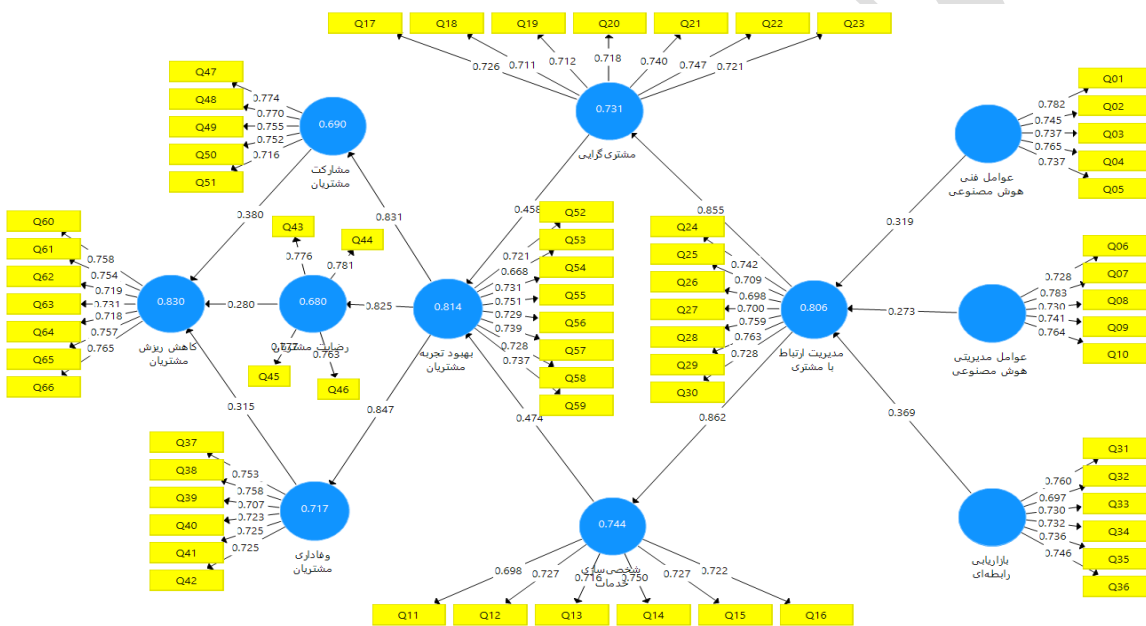 Q17
Q18
Q19
Q20
Q21
Q22
Q23
0.726
0.711
0.712
0.718
0.740
0.747
0.721
0.731
مشتری‌گرایی
Q47
Q48
Q49
Q50
Q51
0.774
0.770
0.755
0.752
0.716
0.690
مشارکت
مشتریان
Q01
Q02
Q03
Q04
Q05
0.782
0.745
0.737
0.765
0.737
عوامل فنی
هوش مصنوعی
0.380
0.831
0.458
0.855
0.319
Q60
Q61
Q62
Q63
Q64
Q65
Q66
0.758
0.754
0.719
0.731
0.718
0.757
0.765
0.830
کاهش ریزش
مشتریان
0.280
Q43
Q44
0.776
0.781
0.680
رضایت مشتریان
0.777
0.763
Q45
Q46
0.825
0.814
بهبود تجربه
مشتریان
Q52
Q53
Q54
Q55
Q56
Q57
Q58
Q59
0.721
0.668
0.731
0.751
0.729
0.739
0.728
0.737
Q24
Q25
Q26
Q27
Q28
Q29
Q30
0.742
0.709
0.698
0.700
0.759
0.763
0.728
0.806
مدیریت ارتباط
با مشتری
0.273
Q06
Q07
Q08
Q09
Q10
0.728
0.783
0.730
0.741
0.764
عوامل مدیریتی
هوش مصنوعی
0.315
0.847
0.474
0.862
0.369
Q37
Q38
Q39
Q40
Q41
Q42
0.753
0.758
0.707
0.723
0.725
0.725
0.717
وفاداری
مشتریان
0.744
شخصی‌سازی
خدمات
0.698
0.727
0.716
0.750
0.727
0.722
Q11
Q12
Q13
Q14
Q15
Q16
Q31
Q32
Q33
Q34
Q35
Q36
0.760
0.697
0.730
0.732
0.736
0.746
بازاریابی
رابطه‌ای